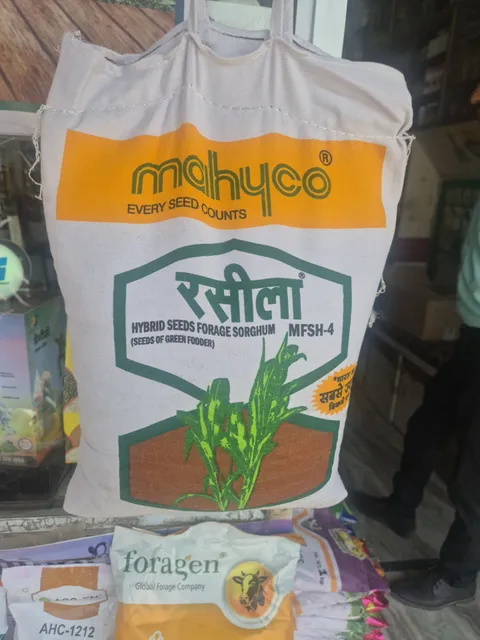 mahyco®
EVERY SEED COUNTS
रसीला®
HYBRID SEEDS FORAGE SORGHUM MFSH-4
(SEEDS OF GREEN FODDER)
सबसे
foragen®
Global Forage Company
AHC-1212